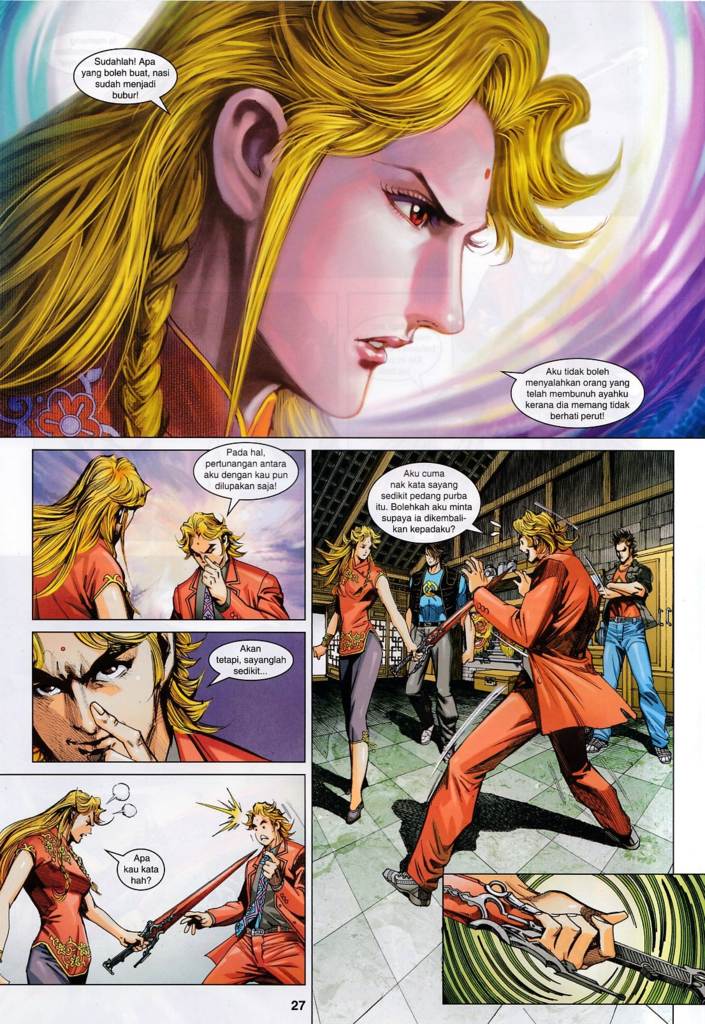 Sudahlah! Apa
yang boleh buat, nasi
sudah menjadi
bubur!
Aku tidak boleh
menyalahkan orang yang
telah membunuh ayahku
kerana dia memang tidak
berhati perut!
Pada hal,
pertunangan antara
aku dengan kau pun
dilupakan saja!
Akan
tetapi, sayanglah
sedikit...
Apa
kau kata
hah?
Aku cuma
nak kata sayang
sedikit pedang purba
itu. Bolehkah aku minta
supaya ia dikembali-
kan kepadaku?
27